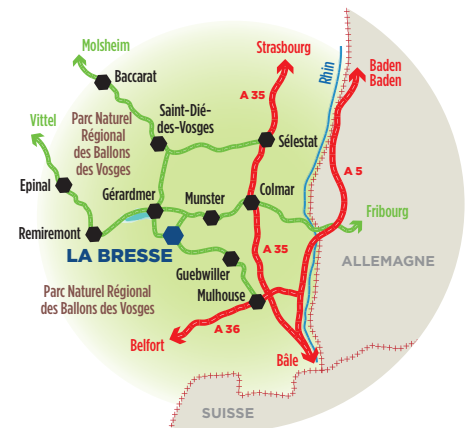 Molsheim
Strasbourg
Baden
Baden
Rhin
Baccarat
A 35
Vittel
Parc Naturel
Régional
des Ballons
des Vosges
Saint-Dié-
des-Vosges
Sélestat
A 5
Epinal
Gérardmer
Munster
Colmar
Fribourg
Remiremont
LA BRESSE
A 35
ALLEMAGNE
Guebwiller
Parc Naturel Régional
des Ballons des Vosges
Mulhouse
A 36
Belfort
Bâle
SUISSE